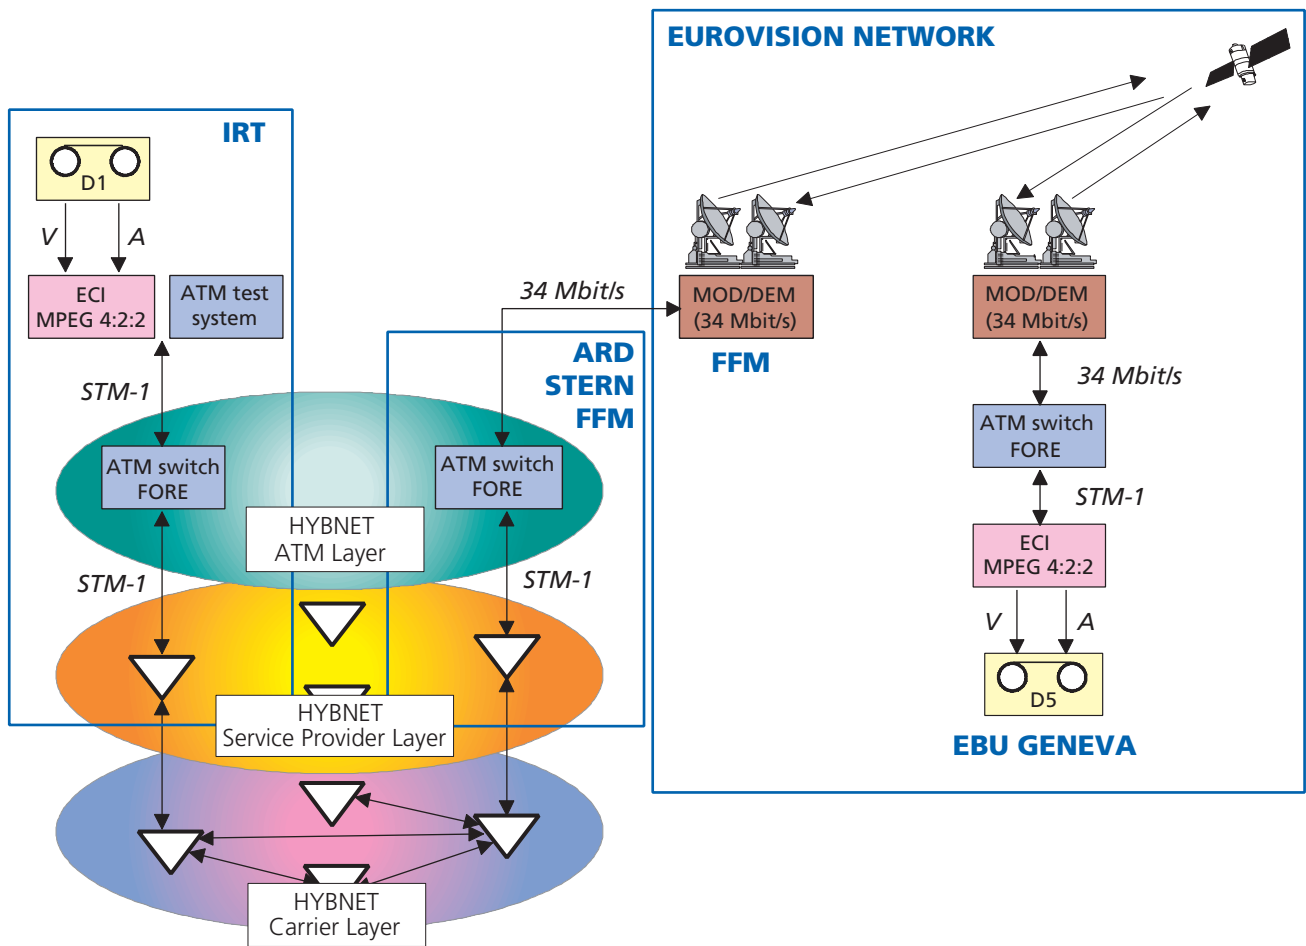 EUROVISION NETWORK
IRT
D1
V
A
ECI
MPEG 4:2:2
ATM test
system
STM-1
ATM switch
FORE
STM-1
34 Mbit/s
ARD
STERN
FFM
ATM switch
FORE
STM-1
HYBNET
ATM Layer
HYBNET
Service Provider Layer
HYBNET
Carrier Layer
MOD/DEM
(34 Mbit/s)
FFM
MOD/DEM
(34 Mbit/s)
34 Mbit/s
ATM switch
FORE
STM-1
ECI
MPEG 4:2:2
V
A
D5
EBU GENEVA